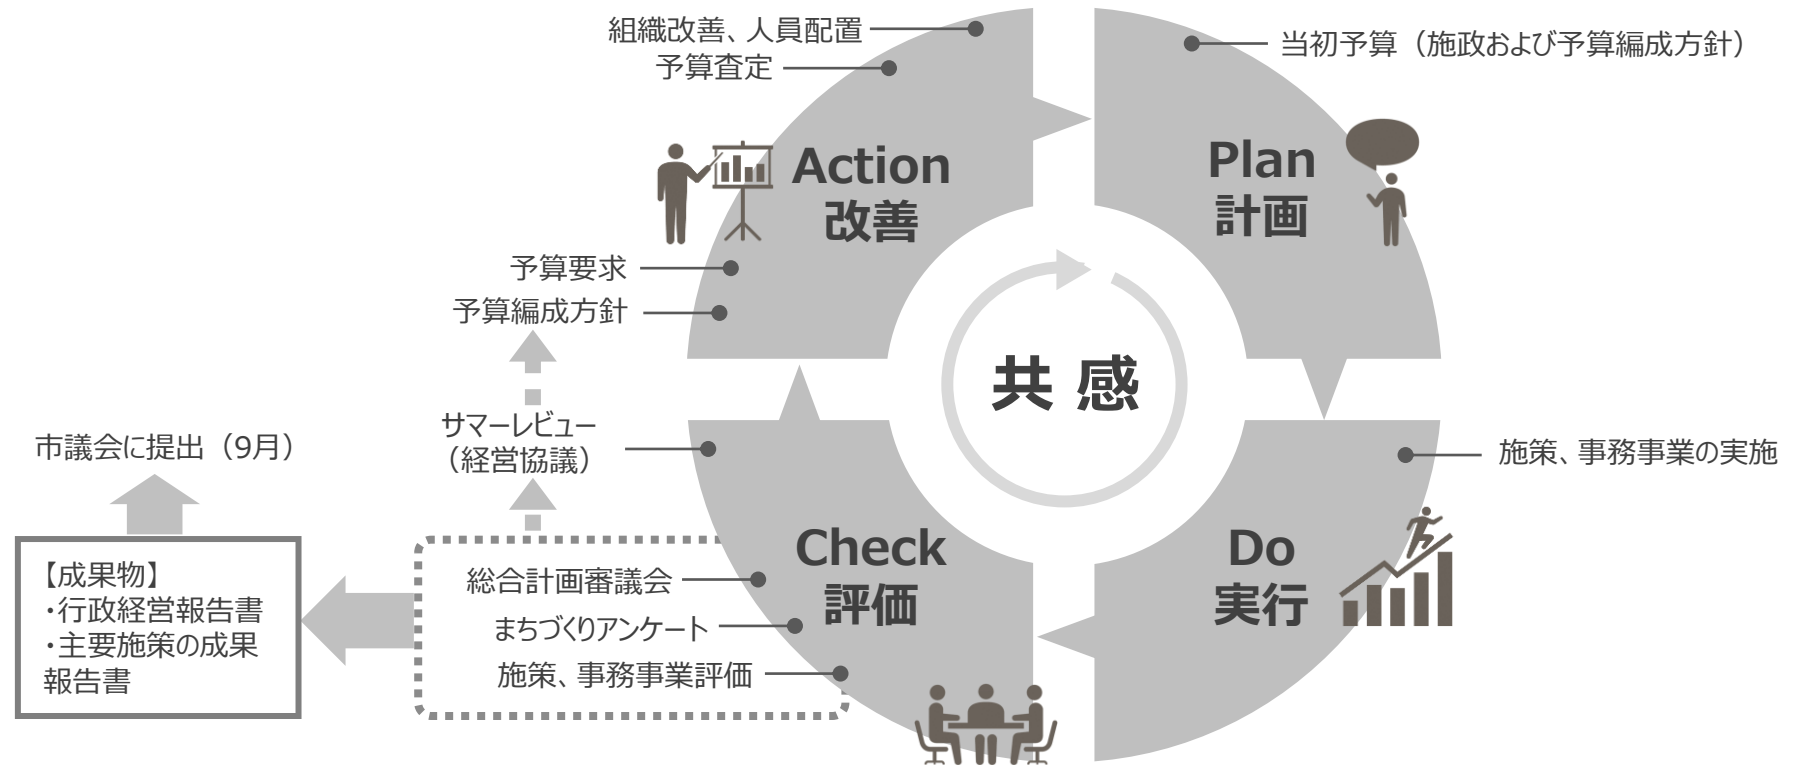 組織改善、人員配置
予算査定
当初予算（施政および予算編成方針）
Action
改善
Plan
計画
予算要求
予算編成方針
共 感
サマーレビュー
（経営協議）
市議会に提出（9月）
施策、事務事業の実施
Check
評価
Do
実行
総合計画審議会
まちづくりアンケート
施策、事務事業評価
【成果物】
・行政経営報告書
・主要施策の成果
報告書